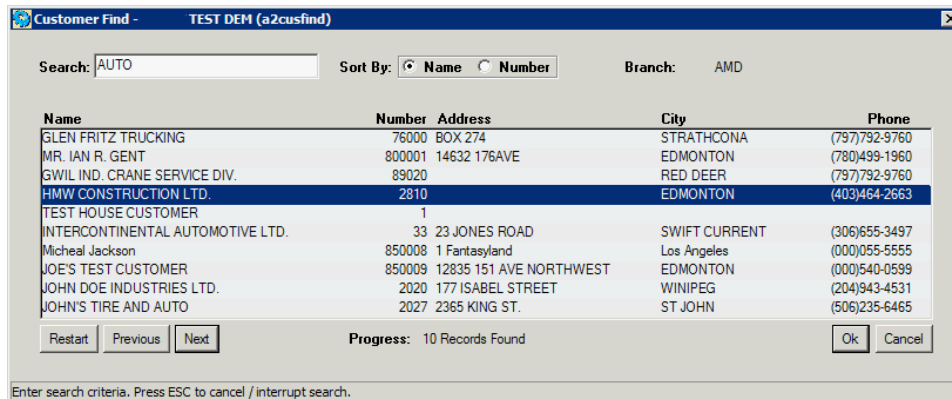 Customer Find - TEST DEM (a2cusfind)
Search: AUTO Sort By: Name Number Branch: AMD
Name Number Address City Phone
GLEN FRITZ TRUCKING 76000 BOX 274 STRATHCONA (797)792-9760
MR. IAN R. GENT 800001 14632 176AVE EDMONTON (780)499-1960
GWIL IND. CRANE SERVICE DIV. 89020 RED DEER (797)792-9760
HMW CONSTRUCTION LTD. 2810 EDMONTON (403)464-2663
TEST HOUSE CUSTOMER 1
INTERCONTINENTAL AUTOMOTIVE LTD. 33 23 JONES ROAD SWIFT CURRENT (306)655-3497
Micheal Jackson 850008 1 Fantasyland Los Angeles (000)055-5555
JOE'S TEST CUSTOMER 850009 12835 151 AVE NORTHWEST EDMONTON (000)540-0599
JOHN DOE INDUSTRIES LTD. 2020 177 ISABEL STREET WINIPEG (204)943-4531
JOHN'S TIRE AND AUTO 2027 2365 KING ST. ST JOHN (506)235-6465
Restart Previous Next Progress: 10 Records Found Ok Cancel
Enter search criteria. Press ESC to cancel / interrupt search.